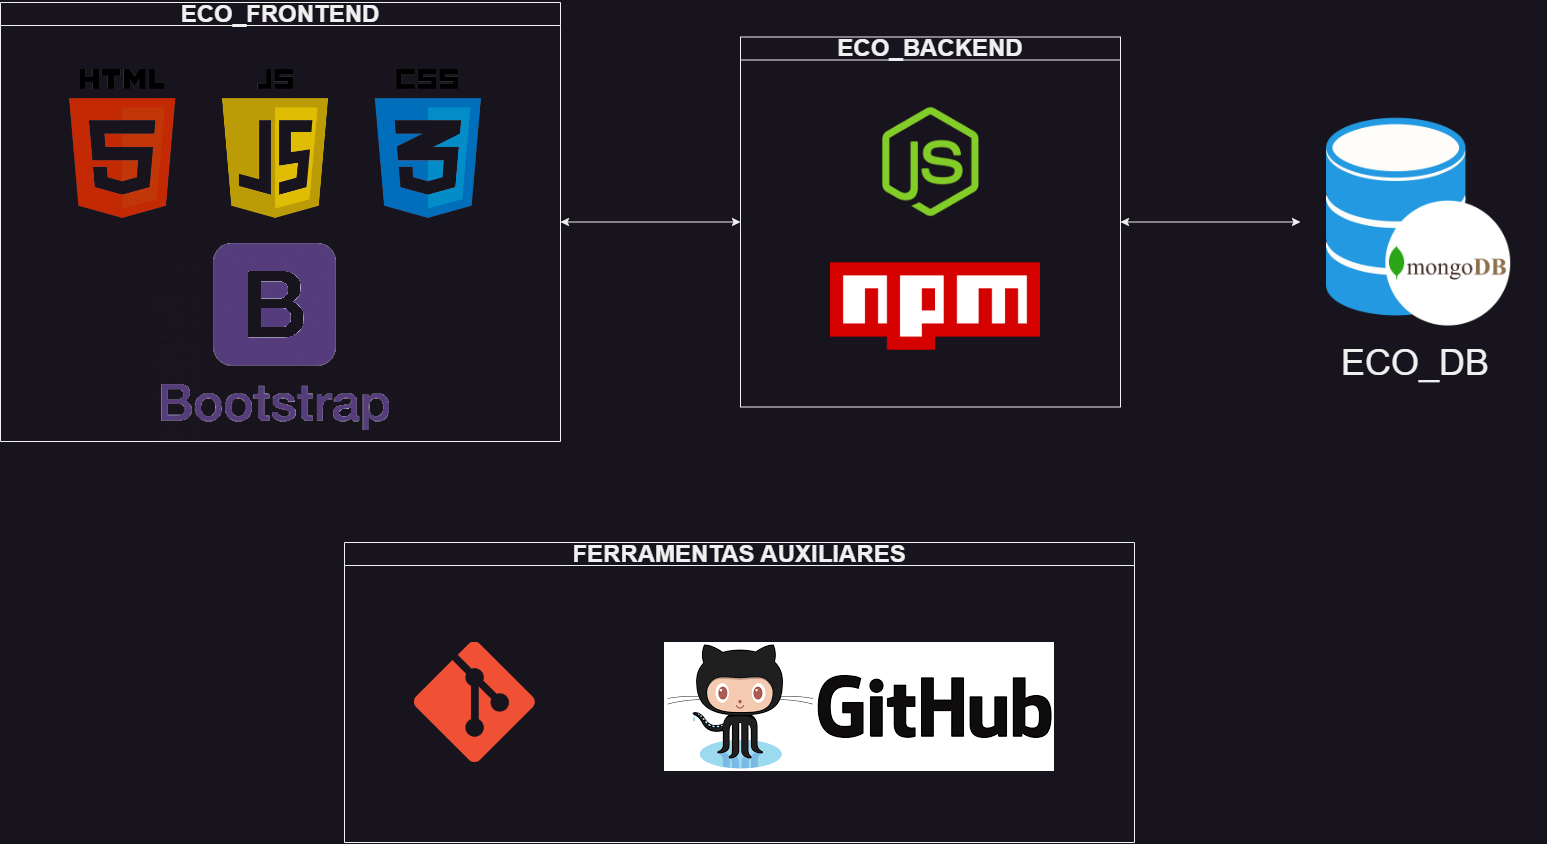 ECO_FRONTEND
HTML JS CSS
5 JS 3
B
Bootstrap
ECO_BACKEND
JS
npm
mongoDB
ECO_DB
FERRAMENTAS AUXILIARES
GitHub